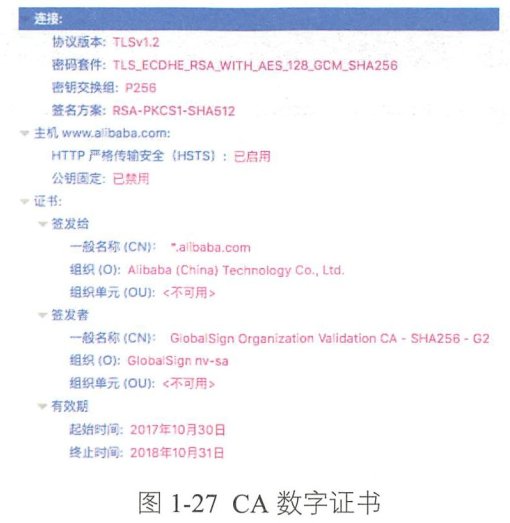 连接:
协议版本: TLSv1.2
密码套件: TLS_ECDHE_RSA_WITH_AES_128_GCM_SHA256
密钥交换组: P256
签名方案: RSA-PKCS1-SHA512
主机 www.alibaba.com:
HTTP 严格传输安全（HSTS）: 已启用
公钥固定: 已禁用
证书:
签发给
一般名称 (CN): *.alibaba.com
组织 (O): Alibaba (China) Technology Co., Ltd.
组织单元 (OU): <不可用>
签发者
一般名称 (CN): GlobalSign Organization Validation CA - SHA256 - G2
组织 (O): GlobalSign nv-sa
组织单元 (OU): <不可用>
有效期
起始时间: 2017年10月30日
终止时间: 2018年10月31日
图 1-27 CA 数字证书